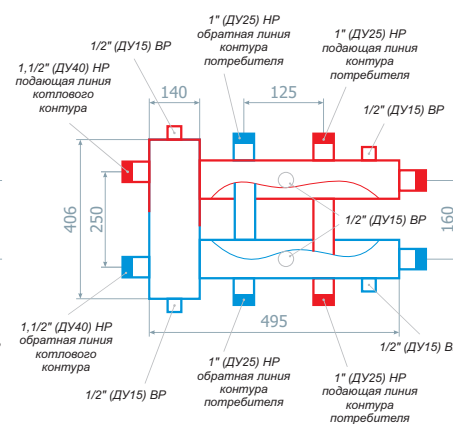 1" (ДУ25) НР
обратная линия
контура
потребителя
1" (ДУ25) НР
подающая линия
контура
потребителя
1/2" (ДУ15) ВР
1,1/2" (ДУ40) НР
подающая линия
котлового
контура
140
125
1/2" (ДУ15) ВР
406
250
160
1/2" (ДУ15) ВР
495
1,1/2" (ДУ40) НР
обратная линия
котлового
контура
1/2" (ДУ15) ВР
1" (ДУ25) НР
обратная линия
контура
потребителя
1" (ДУ25) НР
подающая линия
контура
потребителя
1/2" (ДУ15) В